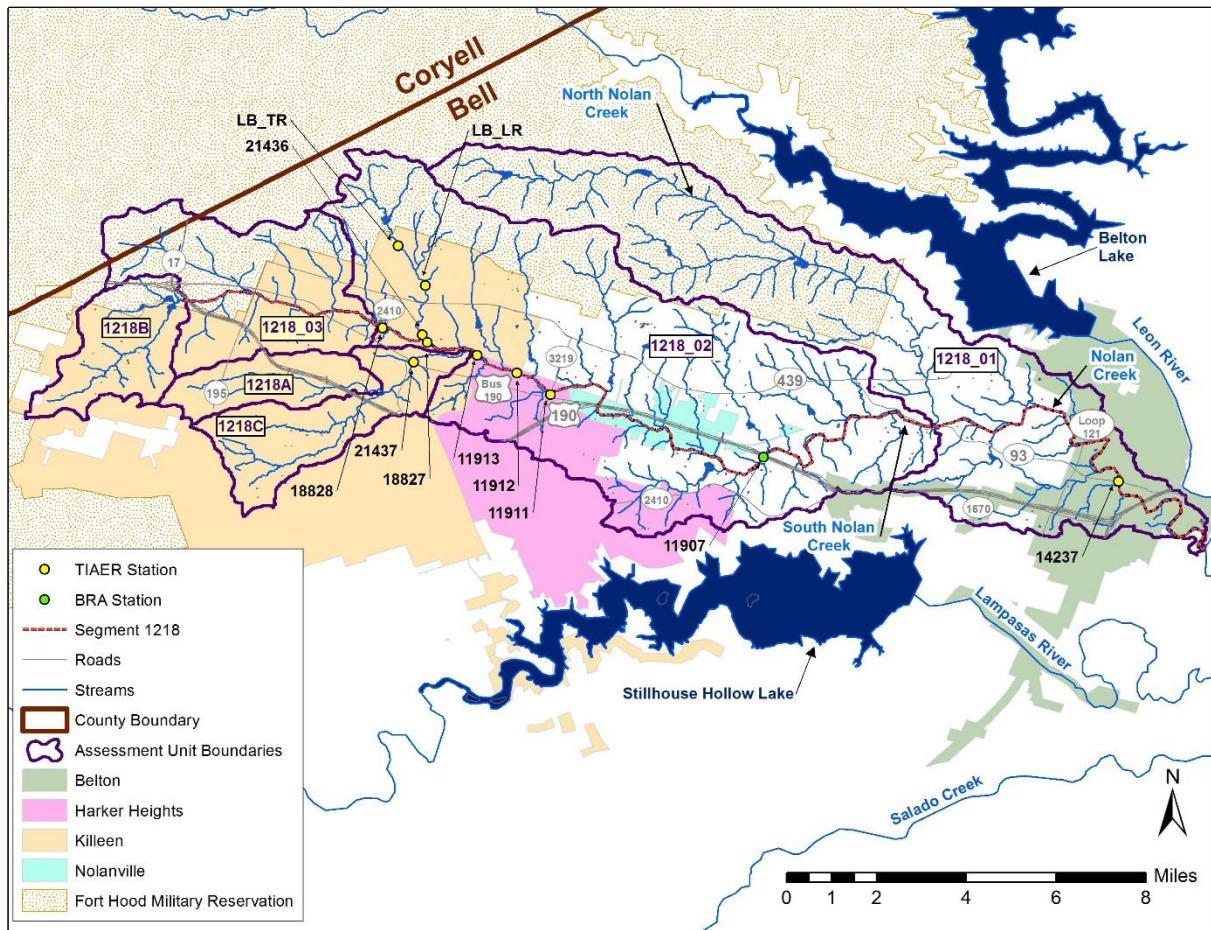 Coryell
Bell
North Nolan
Creek
LB_TR
21436
LB_LR
Belton
Lake
Leon River
17
2410
1218B
1218_03
3219
1218_02
1218_01
Nolan
Creek
439
1218A
195
Bus
190
190
Loop
121
1218C
93
21437
11913
18828
18827
11912
11911
2410
11907
South Nolan
Creek
1670
14237
Lampasas
River
Stillhouse Hollow Lake
Salado Creek
TIAER Station
BRA Station
Segment 1218
Roads
Streams
County Boundary
Assessment Unit Boundaries
Belton
Harker Heights
Killeen
Nolanville
Fort Hood Military Reservation
N
Miles
0 1 2 4 6 8